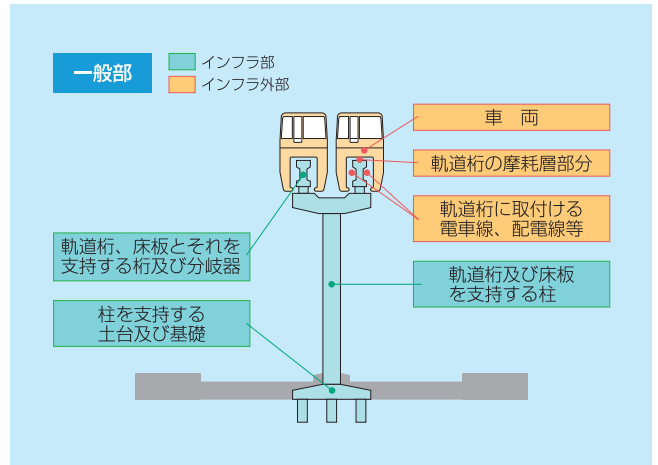 一般部
インフラ部
インフラ外部
車　両
軌道桁の摩耗層部分
軌道桁に取付ける
電車線、配電線等
軌道桁、床板とそれを
支持する桁及び分岐器
軌道桁及び床板
を支持する柱
柱を支持する
土台及び基礎